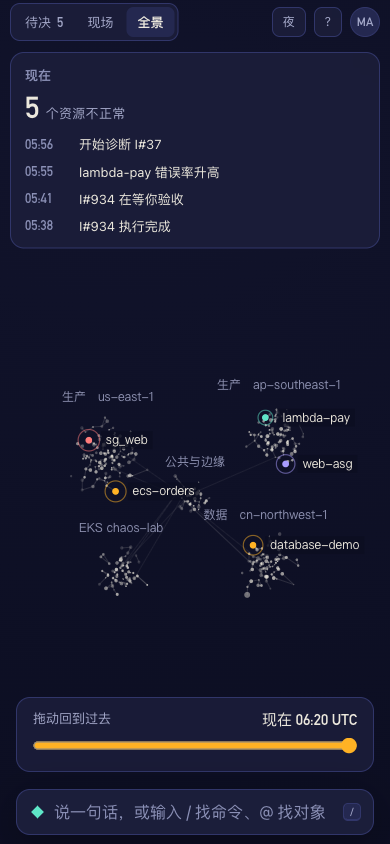 待决 5 现场 全景 夜 ? MA
现在
5 个资源不正常
05:56 开始诊断 I#37
05:55 lambda-pay 错误率升高
05:41 I#934 在等你验收
05:38 I#934 执行完成
生产 ap-southeast-1
生产 us-east-1
lambda-pay
sg_web
公共与边缘
web-asg
ecs-orders
数据 cn-northwest-1
EKS chaos-lab
database-demo
拖动回到过去 现在 06:20 UTC
说一句话，或输入 / 找命令、@ 找对象 /